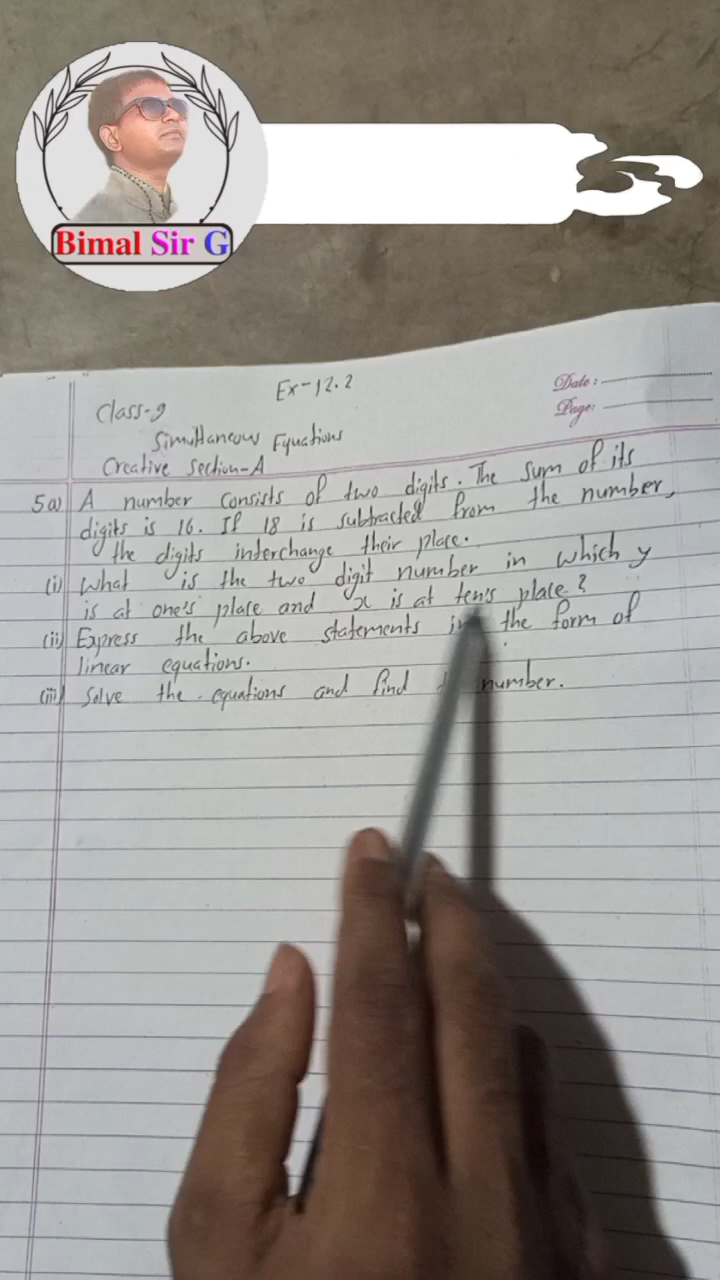 Bimal Sir G
Ex-12.2
Date:
Page:
Class-9
Simultaneous Equations
Creative Section-A
5a) A number consists of two digits. The sum of its
digits is 16. If 18 is subtracted from the number,
the digits interchange their place.
(i) What is the two digit number in which y
is at one's place and x is at ten's place?
(ii) Express the above statements in the form of
linear equations.
(iii) Solve the equations and find number.